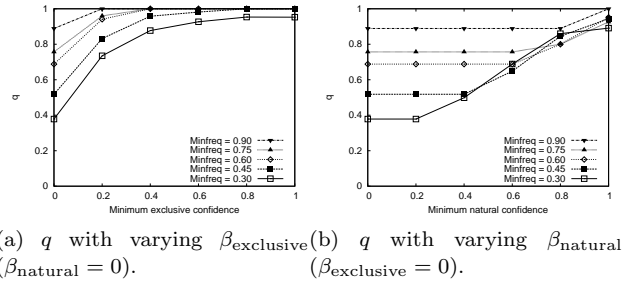 1
0.8
0.6
0.4
0.2
0
q
0 0.2 0.4 0.6 0.8 1
Minimum exclusive confidence
Minfreq = 0.90
Minfreq = 0.75
Minfreq = 0.60
Minfreq = 0.45
Minfreq = 0.30
1
0.8
0.6
0.4
0.2
0
q
0 0.2 0.4 0.6 0.8 1
Minimum natural confidence
Minfreq = 0.90
Minfreq = 0.75
Minfreq = 0.60
Minfreq = 0.45
Minfreq = 0.30
(a) q with varying βexclusive
(βnatural = 0).
(b) q with varying βnatural
(βexclusive = 0).